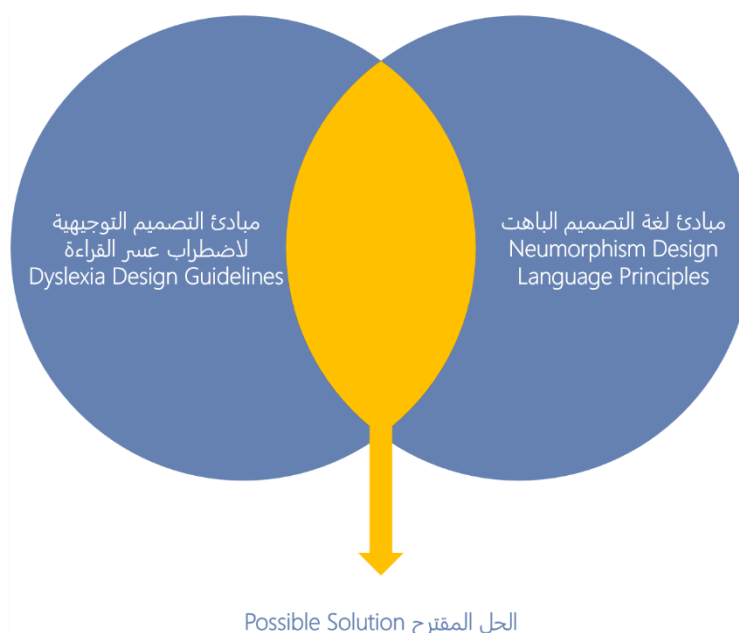 مبادئ التصميم التوجيهية
لاضطراب عسر القراءة
Dyslexia Design Guidelines
مبادئ لغة التصميم الباهت
Neumorphism Design
Language Principles
Possible Solution الحل المقترح